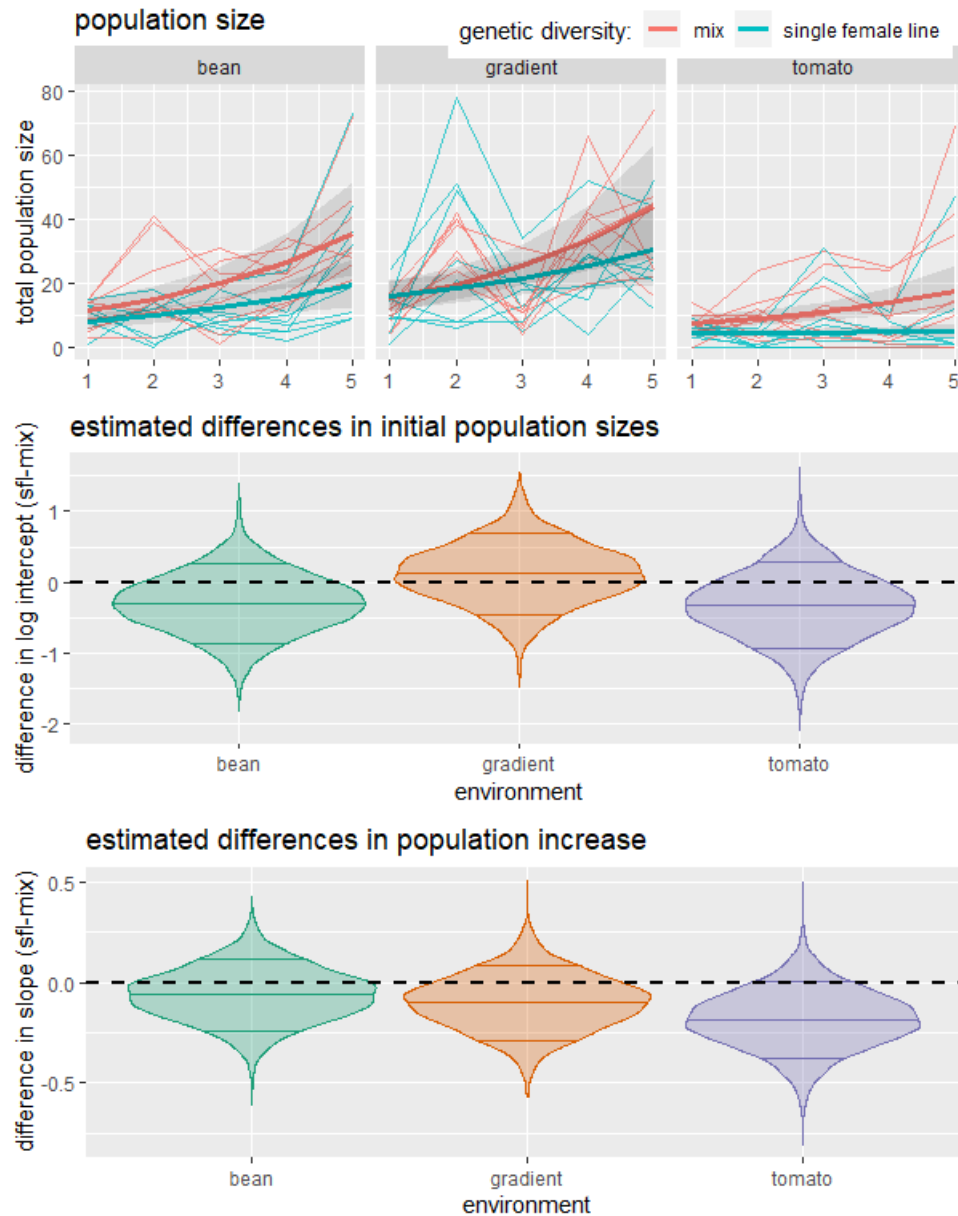 population size
genetic diversity: mix single female line
bean gradient tomato
total population size
80
60
40
20
0
1 2 3 4 5 1 2 3 4 5 1 2 3 4 5
estimated differences in initial population sizes
difference in log intercept (sfl-mix)
1
0
-1
-2
bean gradient tomato
environment
estimated differences in population increase
difference in slope (sfl-mix)
0.5
0.0
-0.5
bean gradient tomato
environment